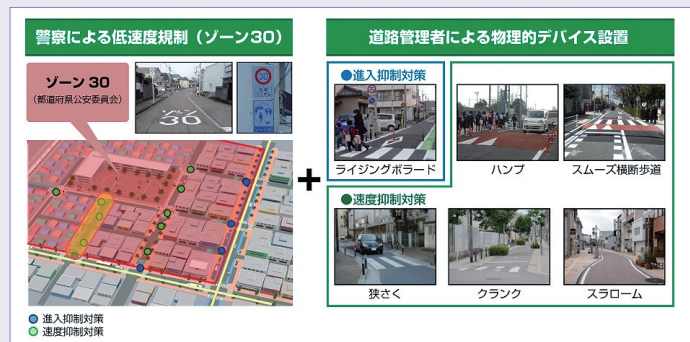 警察による低速度規制（ゾーン30）
道路管理者による物理的デバイス設置
ゾーン 30
（都道府県公安委員会）
ゾーン
30
30
●進入抑制対策
ライジングボラード
ハンプ
スムーズ横断歩道
+
●速度抑制対策
狭さく
クランク
スラローム
進入抑制対策
速度抑制対策